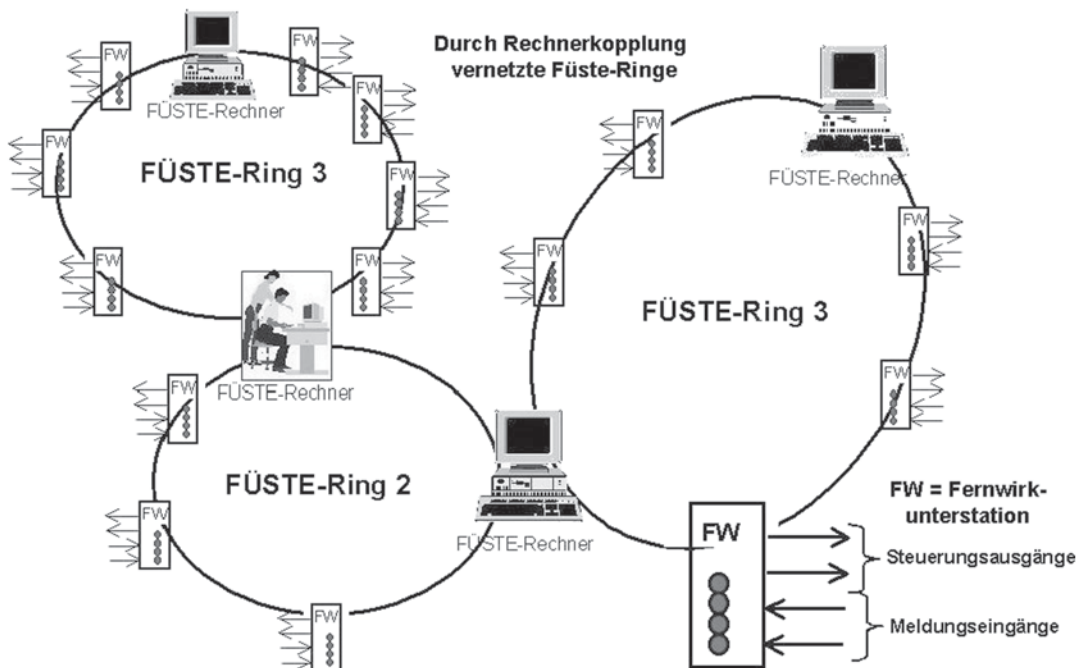 Durch Rechnerkopplung
vernetzte Füste-Ringe
FW
FW
FÜSTE-Rechner
FW
FW
FW
FÜSTE-Ring 3
FW
FW
FW
FÜSTE-Rechner
FW
FW
FÜSTE-Ring 2
FW
FÜSTE-Rechner
FW
FÜSTE-Rechner
FW
FW
FÜSTE-Ring 3
FW
FW
FW = Fernwirk-
unterstation
FW
Steuerungsausgänge
Meldungseingänge